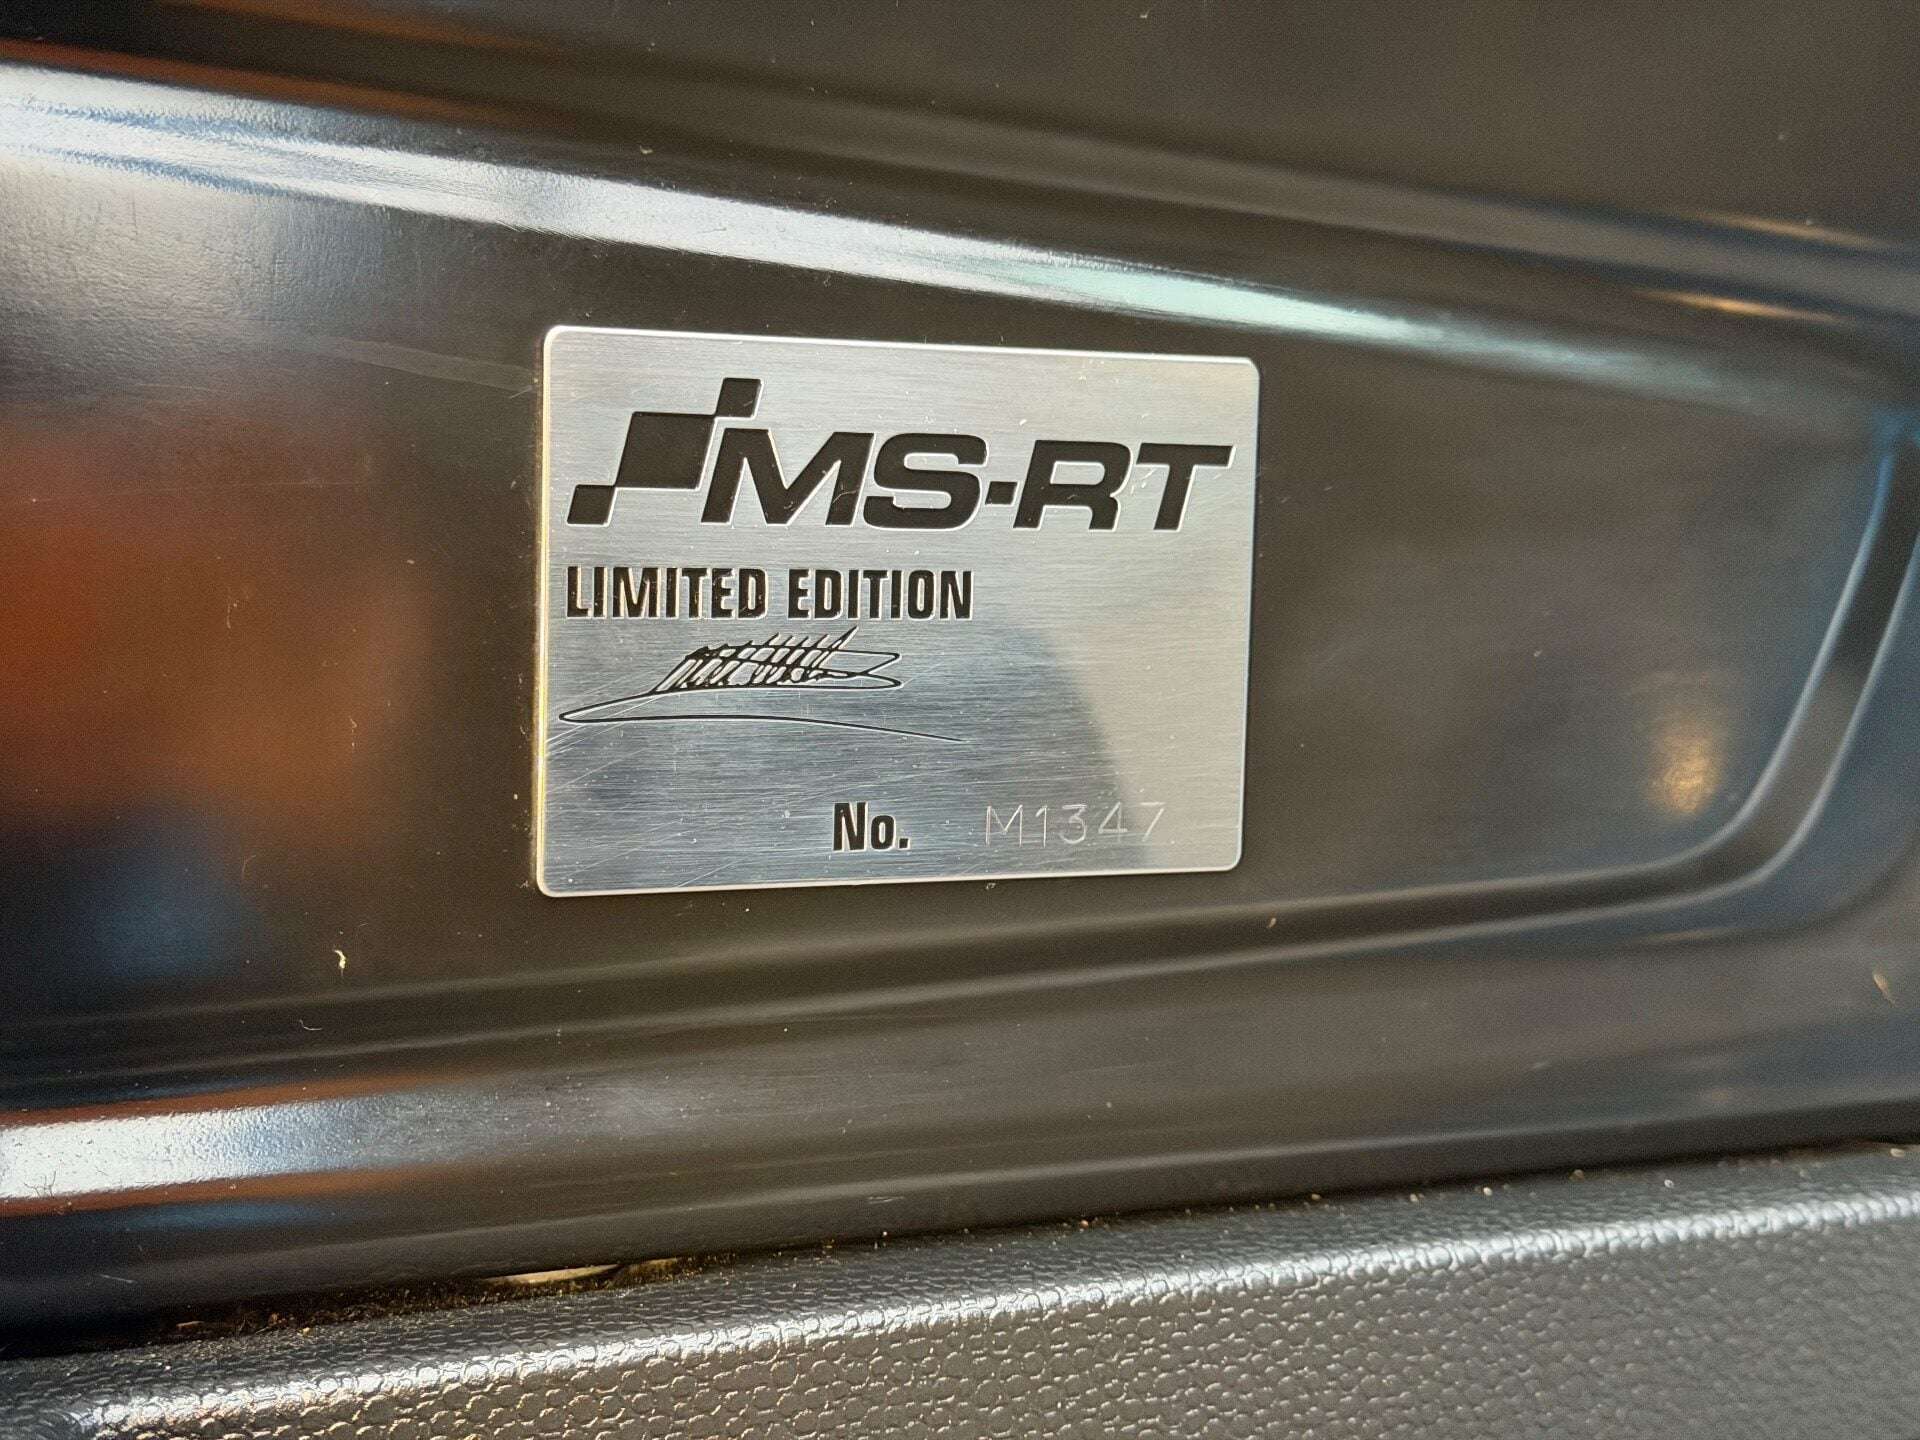 MS-RT
LIMITED EDITION
No. M1347